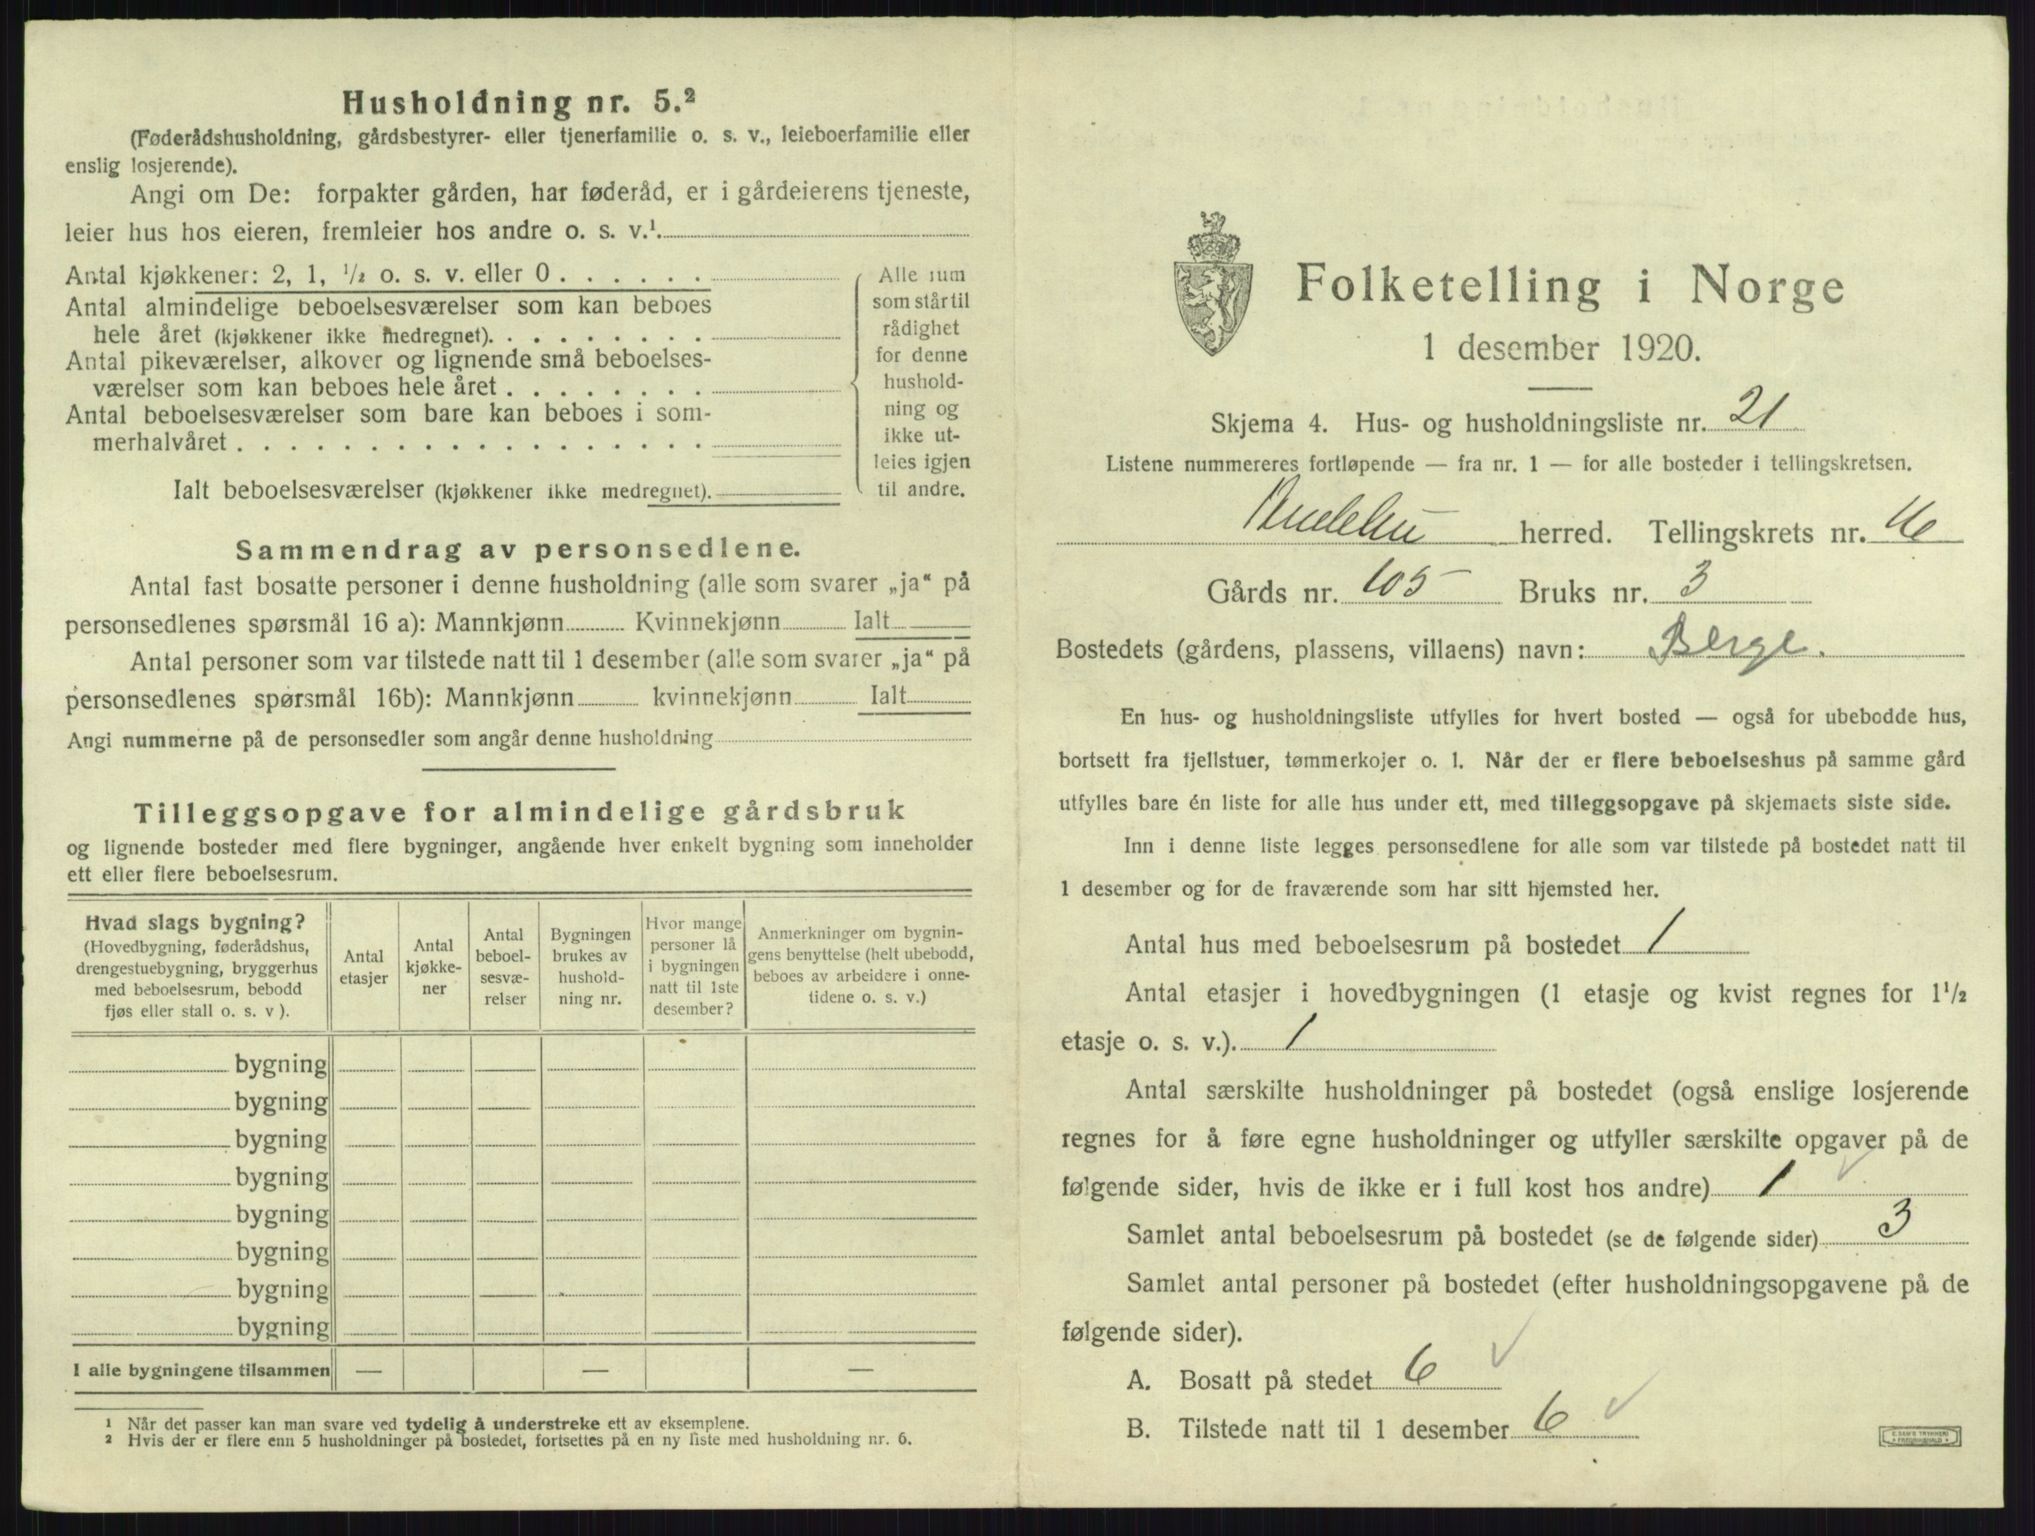 Husholdning nr. 5.²
(Føderådshusholdning, gårdsbestyrer- eller tjenerfamilie o. s. v., leieboerfamilie eller
enslig losjerende).
Angi om De: forpakter gården, har føderåd, er i gårdeierens tjeneste,
leier hus hos eieren, fremleier hos andre o. s. v.¹
Antal kjøkkener: 2, 1, ½ o. s. v. eller 0 . . . . . .
Antal almindelige beboelsesværelser som kan beboes
hele året (kjøkkener ikke medregnet). . . . . . . . .
Antal pikeværelser, alkover og lignende små beboelses-
værelser som kan beboes hele året . . . . . . . .
Antal beboelsesværelser som bare kan beboes i som-
merhalvåret . . . . . . . . . . . . . . . . . .
Ialt beboelsesværelser (kjøkkener ikke medregnet).
Alle rum
som står til
rådighet
for denne
hushold-
ning og
ikke ut-
leies igjen
til andre.
Sammendrag av personsedlene.
Antal fast bosatte personer i denne husholdning (alle som svarer „ja“ på
personsedlenes spørsmål 16 a): Mannkjønn Kvinnekjønn Ialt
Antal personer som var tilstede natt til 1 desember (alle som svarer „ja“ på
personsedlenes spørsmål 16b): Mannkjønn kvinnekjønn Ialt
Angi nummerne på de personsedler som angår denne husholdning
Tilleggsopgave for almindelige gårdsbruk
og lignende bosteder med flere bygninger, angående hver enkelt bygning som inneholder
ett eller flere beboelsesrum.
Hvad slags bygning?
(Hovedbygning, føderådshus,
drengestuebygning, bryggerhus
med beboelsesrum, bebodd
fjøs eller stall o. s. v ).
Antal
etasjer
Antal
kjøkke-
ner
Antal
beboel-
sesvæ-
relser
Bygningen
brukes av
hushold-
ning nr.
Hvor mange
personer lå
i bygningen
natt til 1ste
desember?
Anmerkninger om bygnin-
gens benyttelse (helt ubebodd,
beboes av arbeidere i onne-
tidene o. s. v.)
bygning
bygning
bygning
bygning
bygning
bygning
bygning
bygning
I alle bygningene tilsammen — — —
¹ Når det passer kan man svare ved tydelig å understreke ett av eksemplene.
² Hvis der er flere enn 5 husholdninger på bostedet, fortsettes på en ny liste med husholdning nr. 6.
Folketelling i Norge
1 desember 1920.
Skjema 4. Hus- og husholdningsliste nr. 21
Listene nummereres fortløpende — fra nr. 1 — for alle bosteder i tellingskretsen.
herred. Tellingskrets nr.
Gårds nr. 105 Bruks nr. 3
Bostedets (gårdens, plassens, villaens) navn: Berge.
En hus- og husholdningsliste utfylles for hvert bosted — også for ubebodde hus,
bortsett fra fjellstuer, tømmerkojer o. l. Når der er flere beboelseshus på samme gård
utfylles bare én liste for alle hus under ett, med tilleggsopgave på skjemaets siste side.
Inn i denne liste legges personsedlene for alle som var tilstede på bostedet natt til
1 desember og for de fraværende som har sitt hjemsted her.
Antal hus med beboelsesrum på bostedet 1
Antal etasjer i hovedbygningen (1 etasje og kvist regnes for 1½
etasje o. s. v.). 1
Antal særskilte husholdninger på bostedet (også enslige losjerende
regnes for å føre egne husholdninger og utfyller særskilte opgaver på de
følgende sider, hvis de ikke er i full kost hos andre) 1
Samlet antal beboelsesrum på bostedet (se de følgende sider) 3
Samlet antal personer på bostedet (efter husholdningsopgavene på de
følgende sider).
A. Bosatt på stedet 6
B. Tilstede natt til 1 desember 6